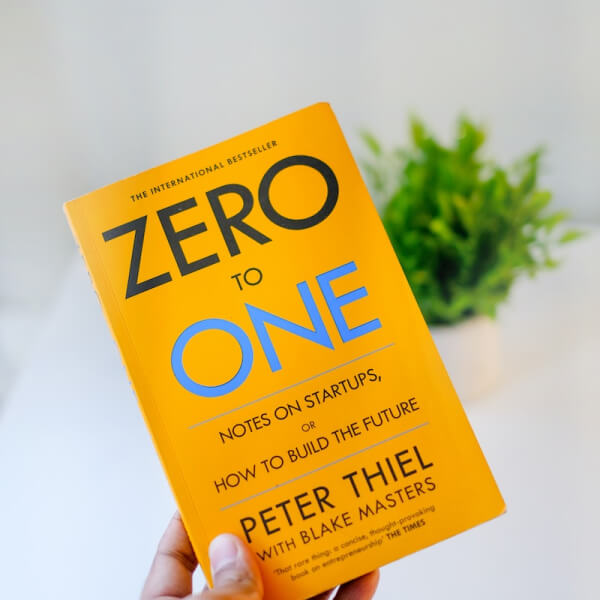 THE INTERNATIONAL BESTSELLER
ZERO
TO
ONE
NOTES ON STARTUPS,
OR
HOW TO BUILD THE FUTURE
PETER THIEL
WITH BLAKE MASTERS
'That rare thing: a concise, thought-provoking
book on entrepreneurship' THE TIMES